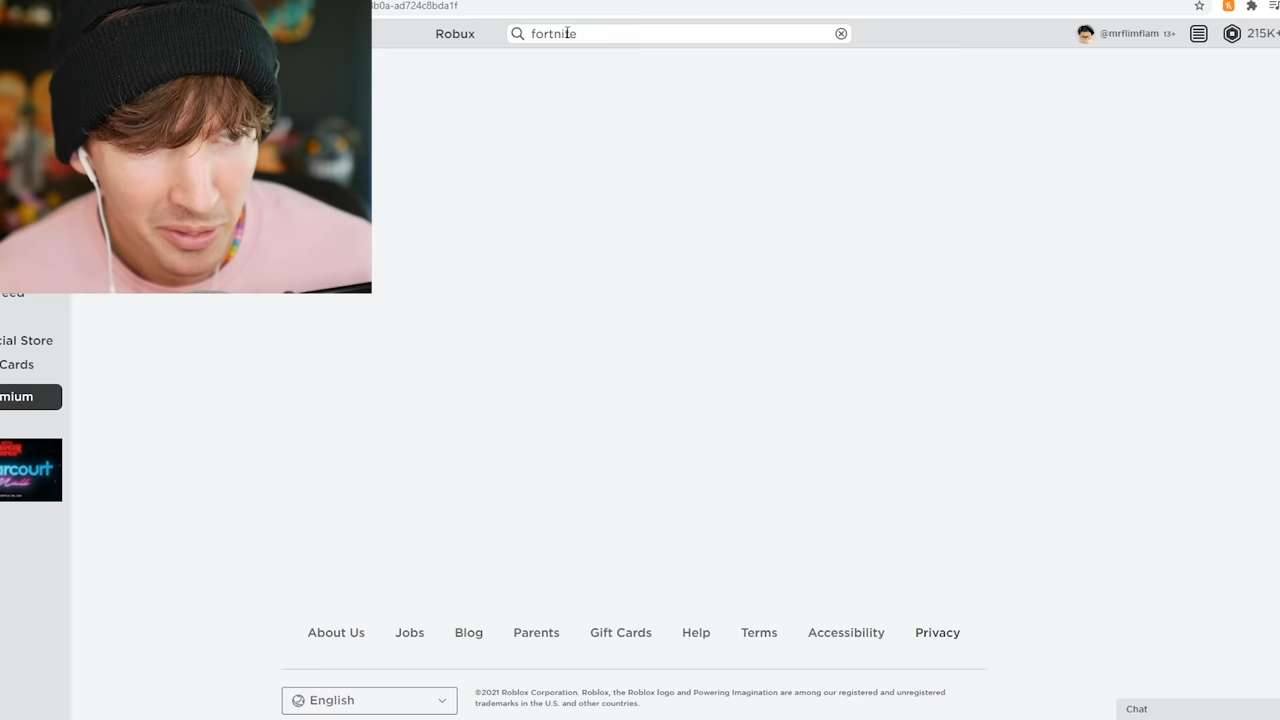 b0a-ad724c8bda1f
Robux
fortnite
@mrflimflam 13+
215K+
eed
cial Store
Cards
mium
arcourt
Mall
About Us
Jobs
Blog
Parents
Gift Cards
Help
Terms
Accessibility
Privacy
English
©2021 Roblox Corporation. Roblox, the Roblox logo and Powering Imagination are among our registered and unregistered
trademarks in the U.S. and other countries.
Chat